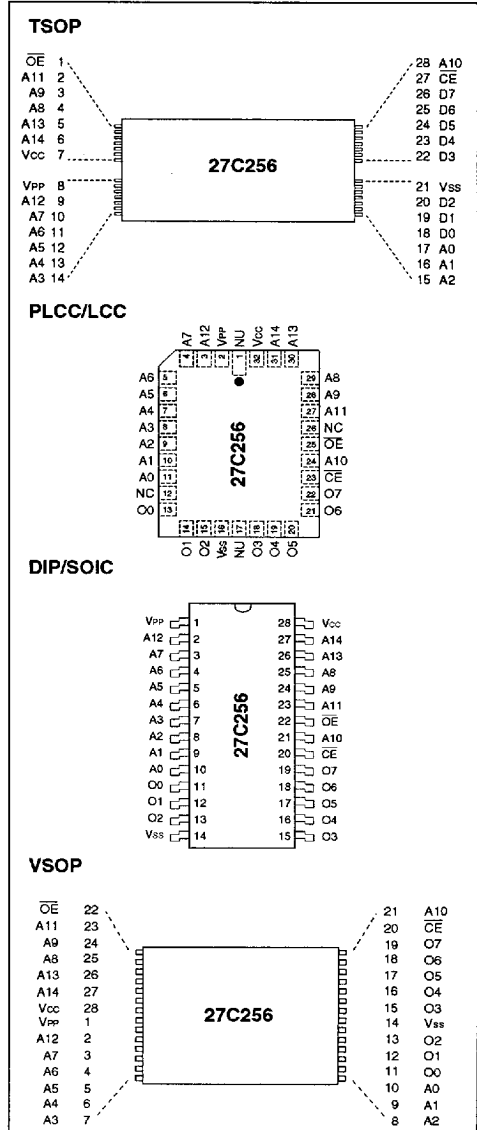 TSOP
OE 1
A11 2
A9 3
A8 4
A13 5
A14 6
VCC 7
VPP 8
A12 9
A7 10
A6 11
A5 12
A4 13
A3 14
27C256
28 A10
27 CE
26 D7
25 D6
24 D5
23 D4
22 D3
21 VSS
20 D2
19 D1
18 D0
17 A0
16 A1
15 A2
PLCC/LCC
A7 A12 VPP NU VCC A14 A13
4 3 2 1 32 31 30
A6 5
A5 6
A4 7
A3 8
A2 9
A1 10
A0 11
NC 12
O0 13
27C256
29 A8
28 A9
27 A11
26 NC
25 OE
24 A10
23 CE
22 O7
21 O6
14 15 16 17 18 19 20
O1 O2 VSS NU O3 O4 O5
DIP/SOIC
VPP 1
A12 2
A7 3
A6 4
A5 5
A4 6
A3 7
A2 8
A1 9
A0 10
O0 11
O1 12
O2 13
VSS 14
27C256
28 VCC
27 A14
26 A13
25 A8
24 A9
23 A11
22 OE
21 A10
20 CE
19 O7
18 O6
17 O5
16 O4
15 O3
VSOP
OE 22
A11 23
A9 24
A8 25
A13 26
A14 27
VCC 28
VPP 1
A12 2
A7 3
A6 4
A5 5
A4 6
A3 7
27C256
21 A10
20 CE
19 O7
18 O6
17 O5
16 O4
15 O3
14 VSS
13 O2
12 O1
11 O0
10 A0
9 A1
8 A2